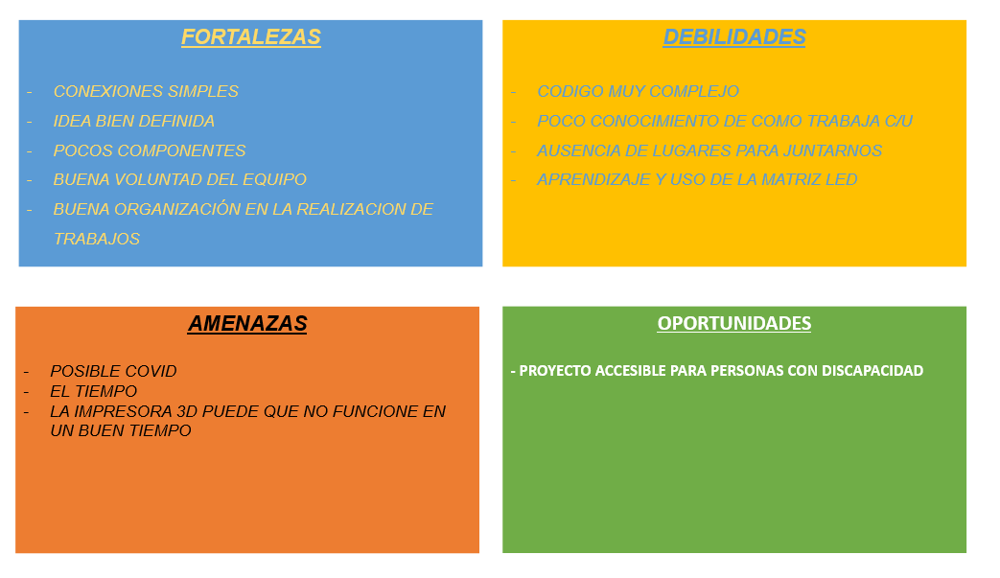 FORTALEZAS
- CONEXIONES SIMPLES
- IDEA BIEN DEFINIDA
- POCOS COMPONENTES
- BUENA VOLUNTAD DEL EQUIPO
- BUENA ORGANIZACIÓN EN LA REALIZACION DE
TRABAJOS
DEBILIDADES
- CODIGO MUY COMPLEJO
- POCO CONOCIMIENTO DE COMO TRABAJA C/U
- AUSENCIA DE LUGARES PARA JUNTARNOS
- APRENDIZAJE Y USO DE LA MATRIZ LED
AMENAZAS
- POSIBLE COVID
- EL TIEMPO
- LA IMPRESORA 3D PUEDE QUE NO FUNCIONE EN
UN BUEN TIEMPO
OPORTUNIDADES
- PROYECTO ACCESIBLE PARA PERSONAS CON DISCAPACIDAD